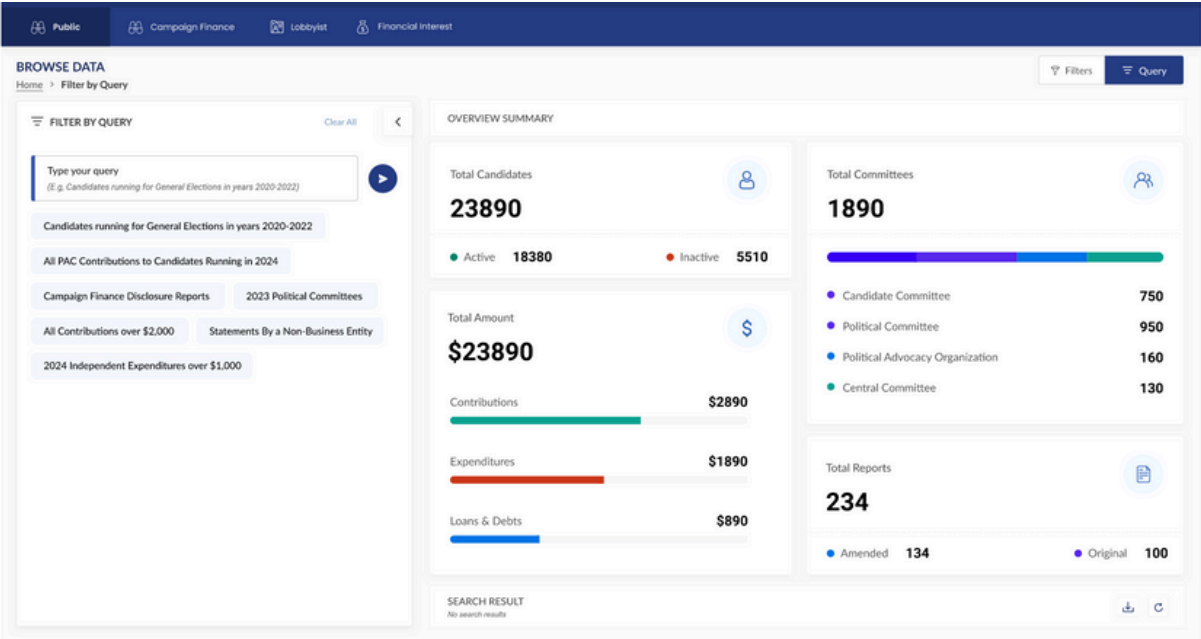 Public
Campaign Finance
Lobbyist
Financial Interest
BROWSE DATA
Home > Filter by Query
Filters
Query
FILTER BY QUERY
Clear All
Type your query
(E.g, Candidates running for General Elections in years 2020-2022)
Candidates running for General Elections in years 2020-2022
All PAC Contributions to Candidates Running in 2024
Campaign Finance Disclosure Reports
2023 Political Committees
All Contributions over $2,000
Statements By a Non-Business Entity
2024 Independent Expenditures over $1,000
OVERVIEW SUMMARY
Total Candidates
23890
Active 18380
Inactive 5510
Total Amount
$23890
$
Contributions $2890
Expenditures $1890
Loans & Debts $890
Total Committees
1890
Candidate Committee 750
Political Committee 950
Political Advocacy Organization 160
Central Committee 130
Total Reports
234
Amended 134
Original 100
SEARCH RESULT
No search results